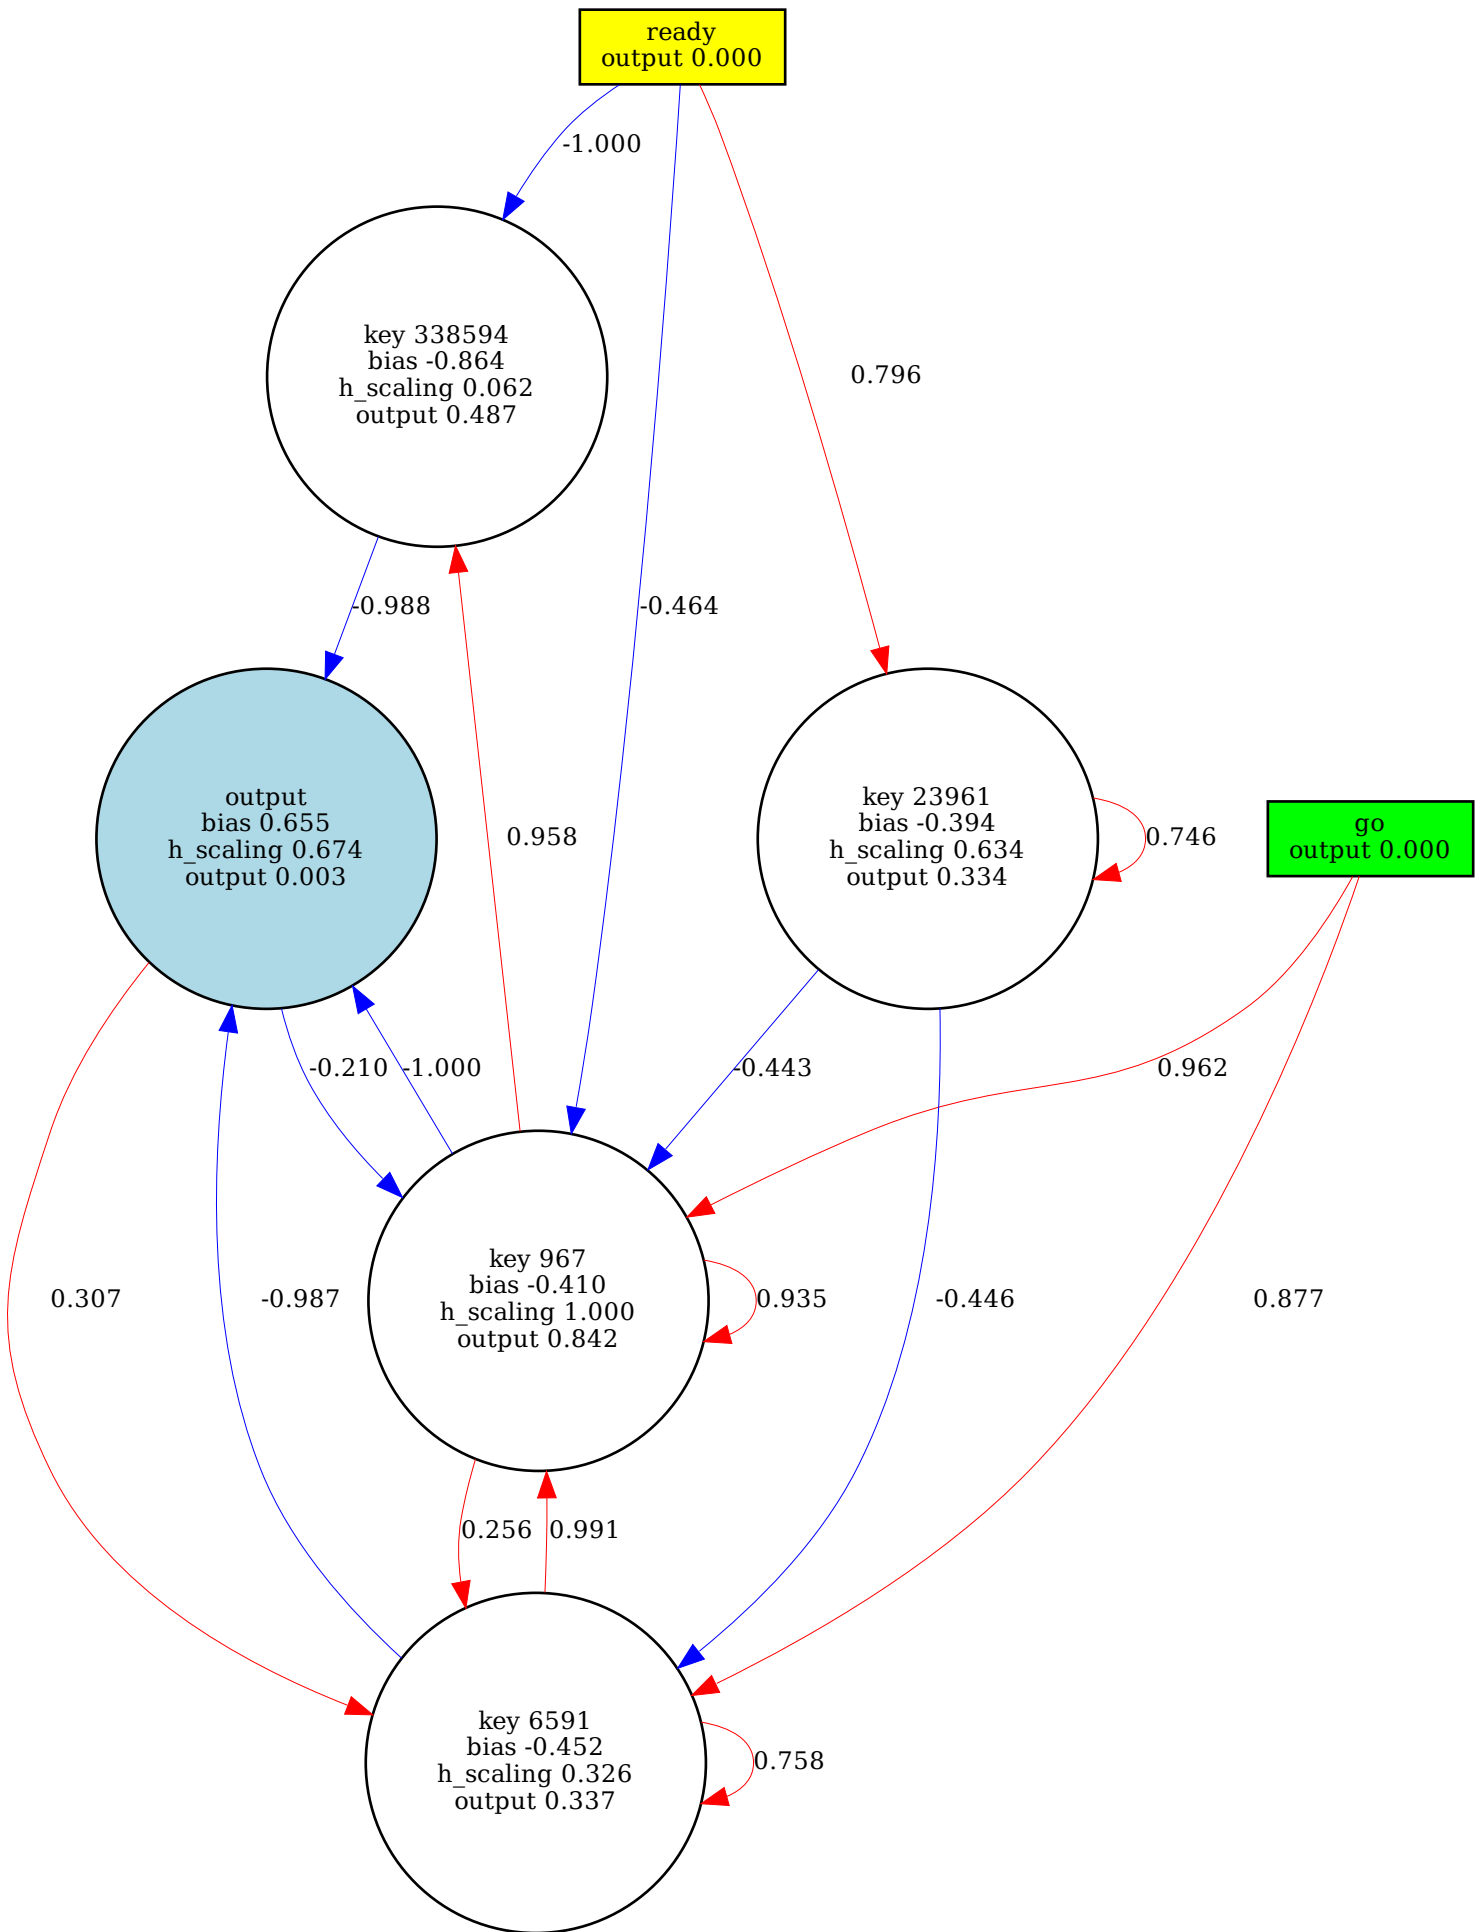 ready
output 0.000
-1.000
key 338594
bias -0.864
h_scaling 0.062
output 0.487
0.796
-0.988
-0.464
output
bias 0.655
h_scaling 0.674
output 0.003
0.958
key 23961
bias -0.394
h_scaling 0.634
output 0.334
0.746
go
output 0.000
-0.210
-1.000
-0.443
0.962
0.307
-0.987
key 967
bias -0.410
h_scaling 1.000
output 0.842
0.935
-0.446
0.877
0.256
0.991
key 6591
bias -0.452
h_scaling 0.326
output 0.337
0.758